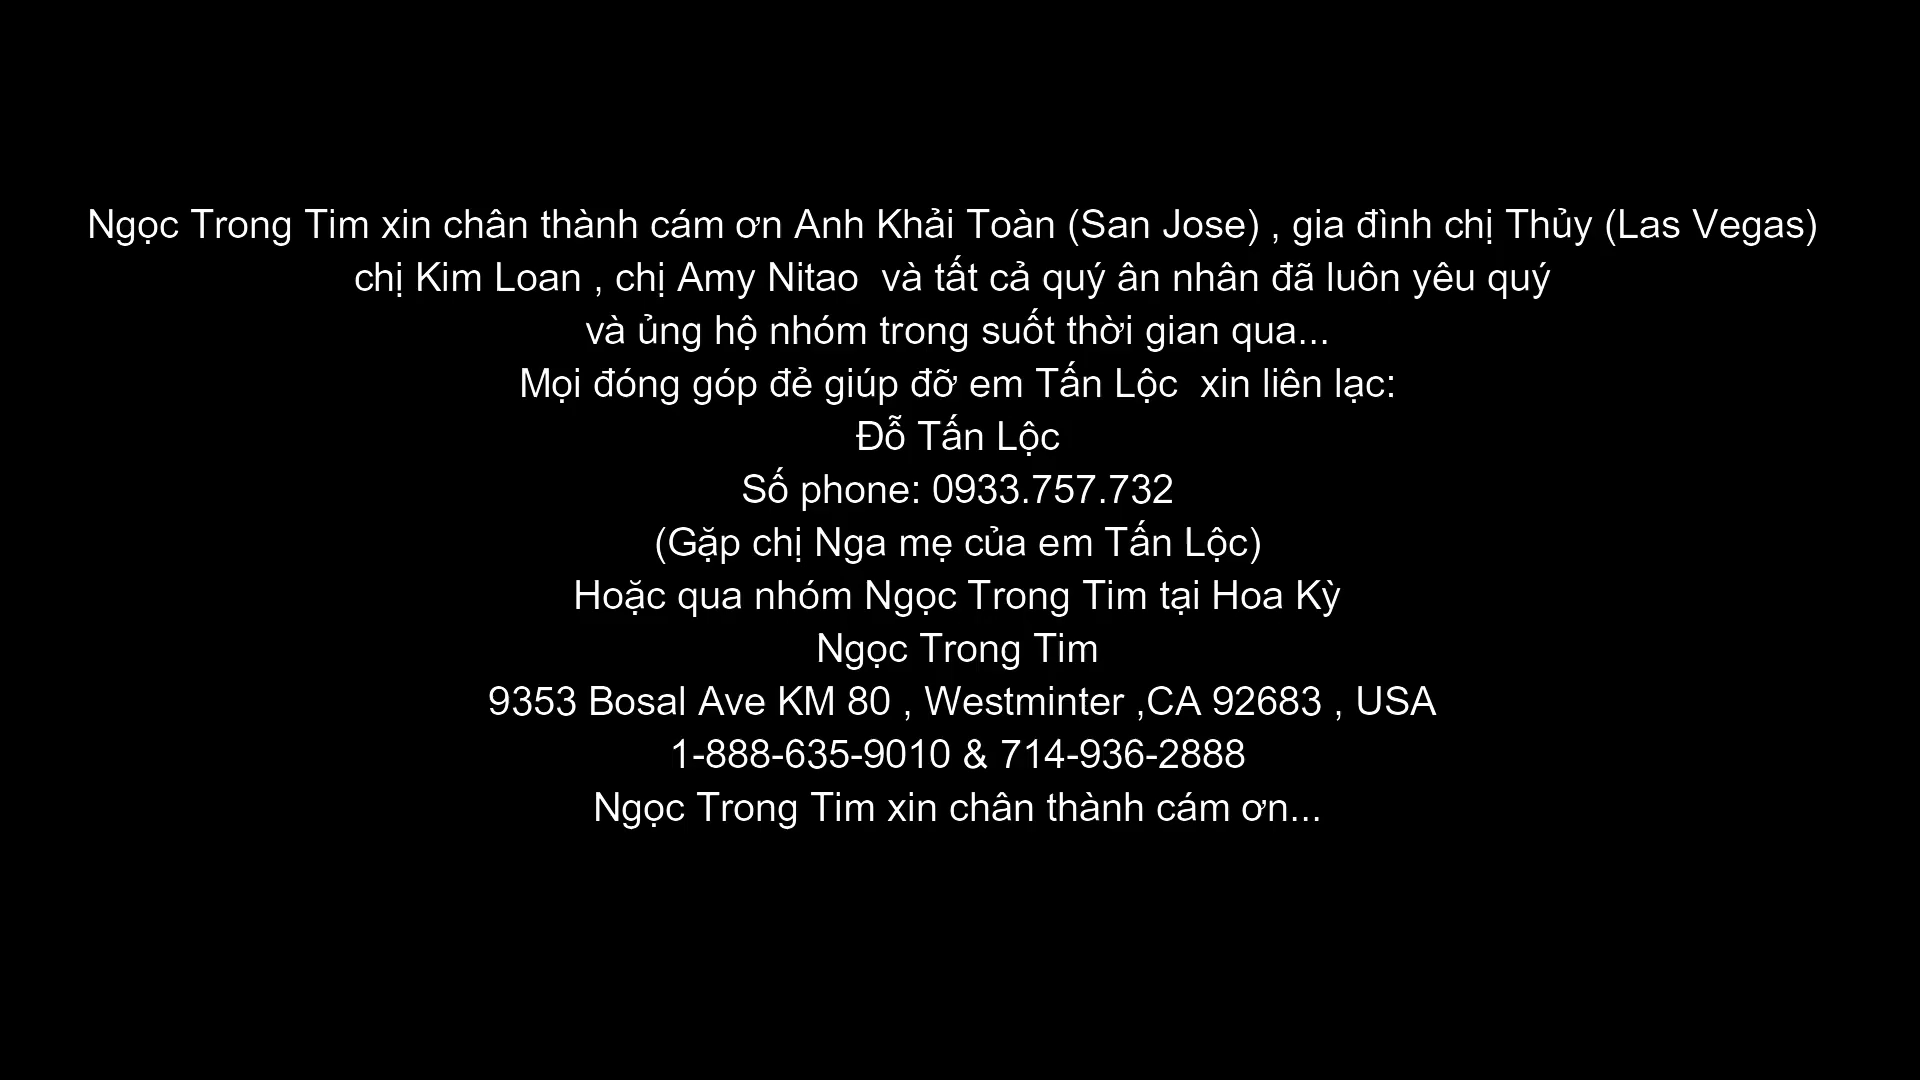 Ngọc Trong Tim xin chân thành cám ơn Anh Khải Toàn (San Jose) , gia đình chị Thủy (Las Vegas)
chị Kim Loan , chị Amy Nitao  và tất cả quý ân nhân đã luôn yêu quý
và ủng hộ nhóm trong suốt thời gian qua...
Mọi đóng góp đẻ giúp đỡ em Tấn Lộc  xin liên lạc:
Đỗ Tấn Lộc
Số phone: 0933.757.732
(Gặp chị Nga mẹ của em Tấn Lộc)
Hoặc qua nhóm Ngọc Trong Tim tại Hoa Kỳ
Ngọc Trong Tim
9353 Bosal Ave KM 80 , Westminter ,CA 92683 , USA
1-888-635-9010 & 714-936-2888
Ngọc Trong Tim xin chân thành cám ơn...